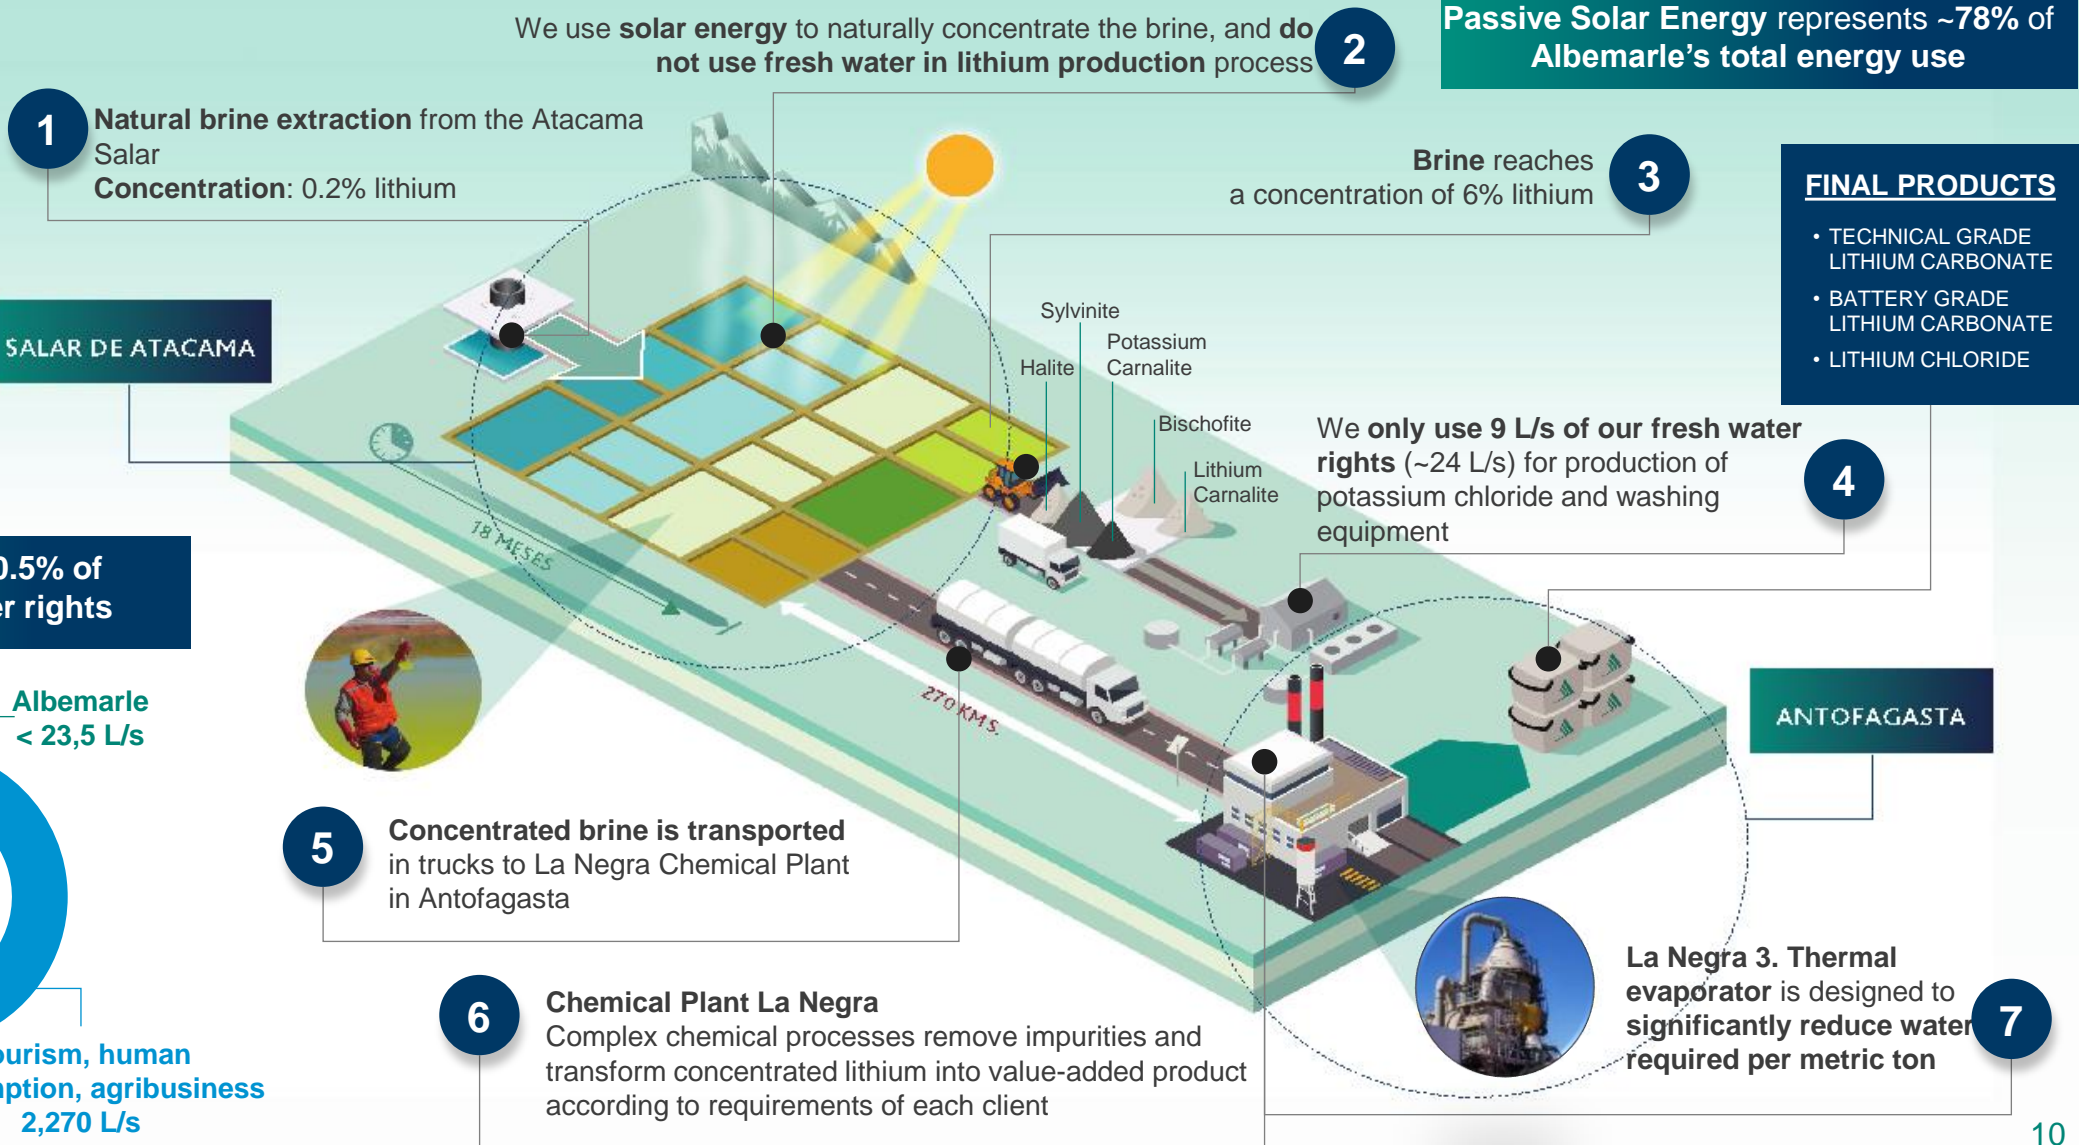 We use solar energy to naturally concentrate the brine, and do
not use fresh water in lithium production process
2
Passive Solar Energy represents ~78% of
Albemarle's total energy use
1
Natural brine extraction from the Atacama
Salar
Concentration: 0.2% lithium
Brine reaches
a concentration of 6% lithium
3
FINAL PRODUCTS
• TECHNICAL GRADE
LITHIUM CARBONATE
• BATTERY GRADE
LITHIUM CARBONATE
• LITHIUM CHLORIDE
SALAR DE ATACAMA
Sylvinite
Potassium
Carnalite
Halite
Bischofite
Lithium
Carnalite
We only use 9 L/s of our fresh water
rights (~24 L/s) for production of
potassium chloride and washing
equipment
4
18 MESES
0.5% of
rights
Albemarle
< 23,5 L/s
270 KMS.
ANTOFAGASTA
5
Concentrated brine is transported
in trucks to La Negra Chemical Plant
in Antofagasta
6
Chemical Plant La Negra
Complex chemical processes remove impurities and
transform concentrated lithium into value-added product
according to requirements of each client
La Negra 3. Thermal
evaporator is designed to
significantly reduce water
required per metric ton
7
human
agribusiness
2,270 L/s
10